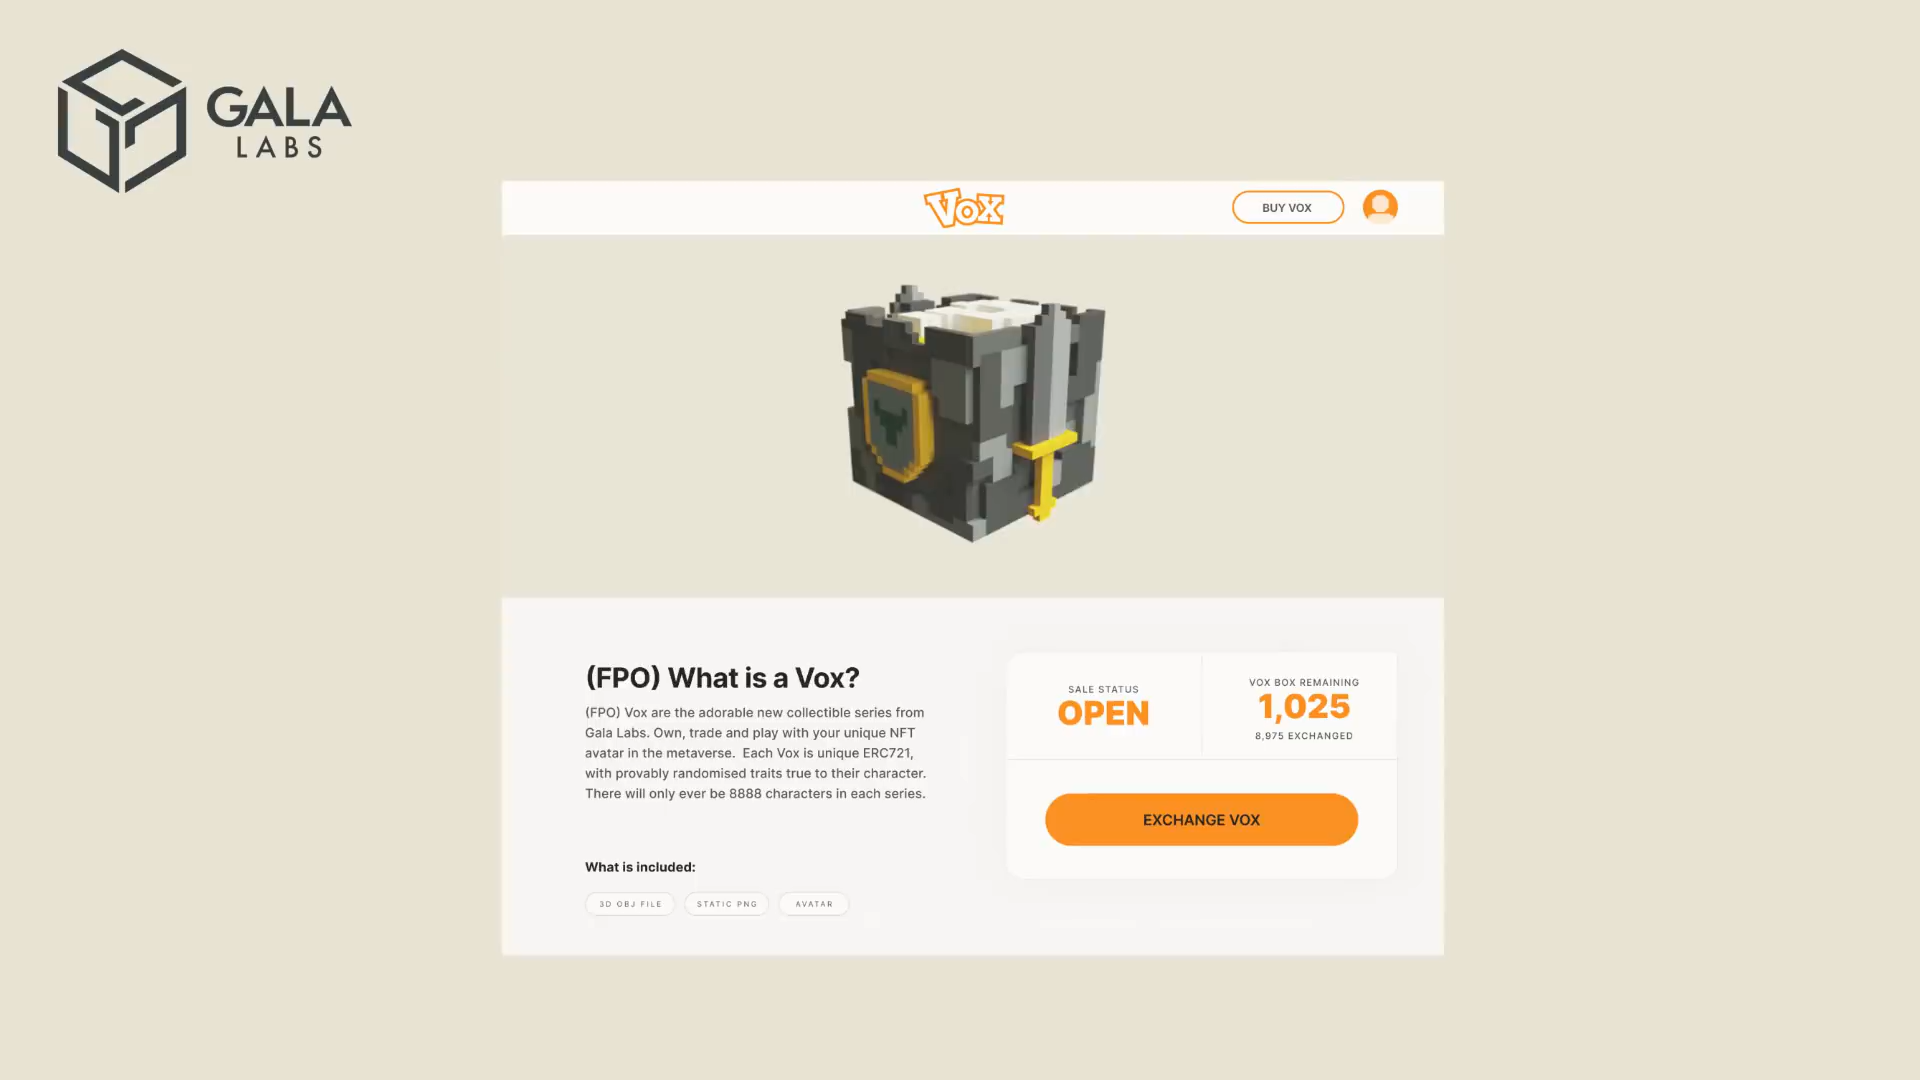 GALA
LABS
Vox
BUY VOX
(FPO) What is a Vox?
(FPO) Vox are the adorable new collectible series from
Gala Labs. Own, trade and play with your unique NFT
avatar in the metaverse.  Each Vox is unique ERC721,
with provably randomised traits true to their character.
There will only ever be 8888 characters in each series.
What is included:
3D OBJ FILE
STATIC PNG
AVATAR
SALE STATUS
OPEN
VOX BOX REMAINING
1,025
8,975 EXCHANGED
EXCHANGE VOX